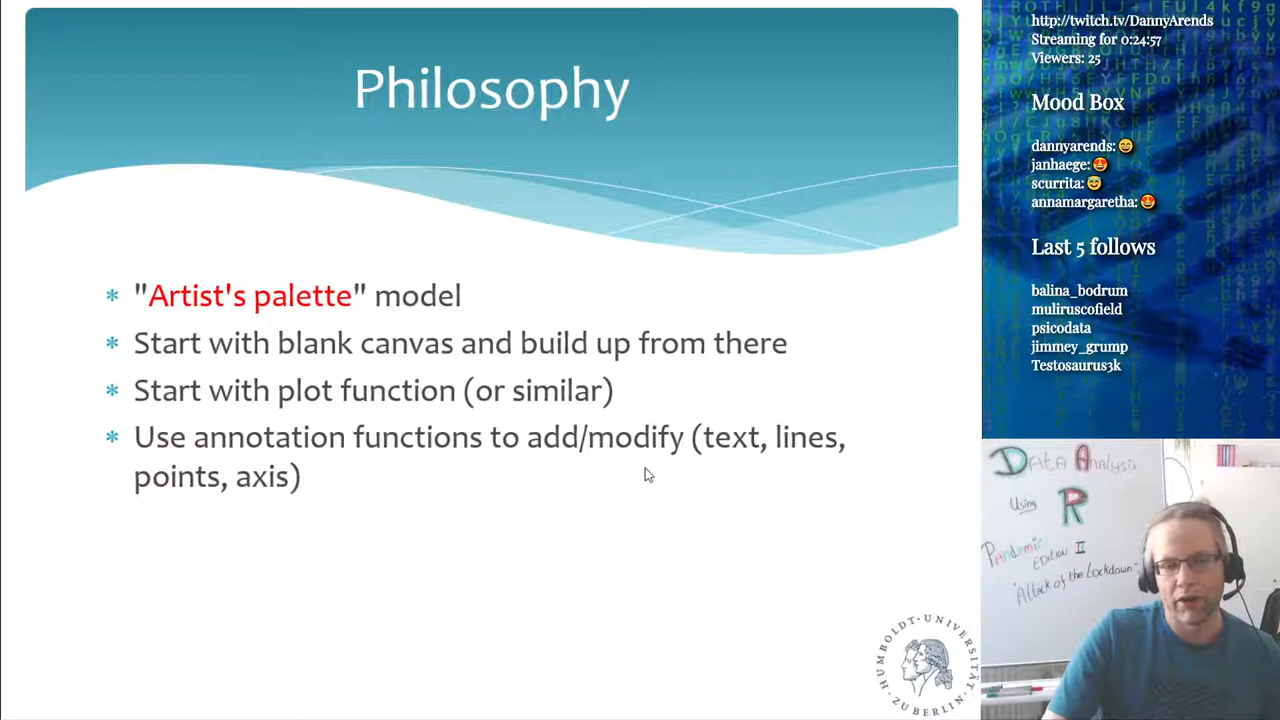 Philosophy
* "Artist's palette" model
* Start with blank canvas and build up from there
* Start with plot function (or similar)
* Use annotation functions to add/modify (text, lines,
points, axis)
HUMBOLDT-UNIVERSITÄT
ZU BERLIN
http://twitch.tv/DannyArends
Streaming for 0:24:57
Viewers: 25
Mood Box
dannyarends: 😄
janhaege: 😍
scurrita: 😅
annamargaretha: 😍
Last 5 follows
balina_bodrum
muliruscofield
psicodata
jimmey_grump
Testosaurus3k
Data Analysis
Using R
Pandemic
EDITION II
"Attack of the Lockdown"